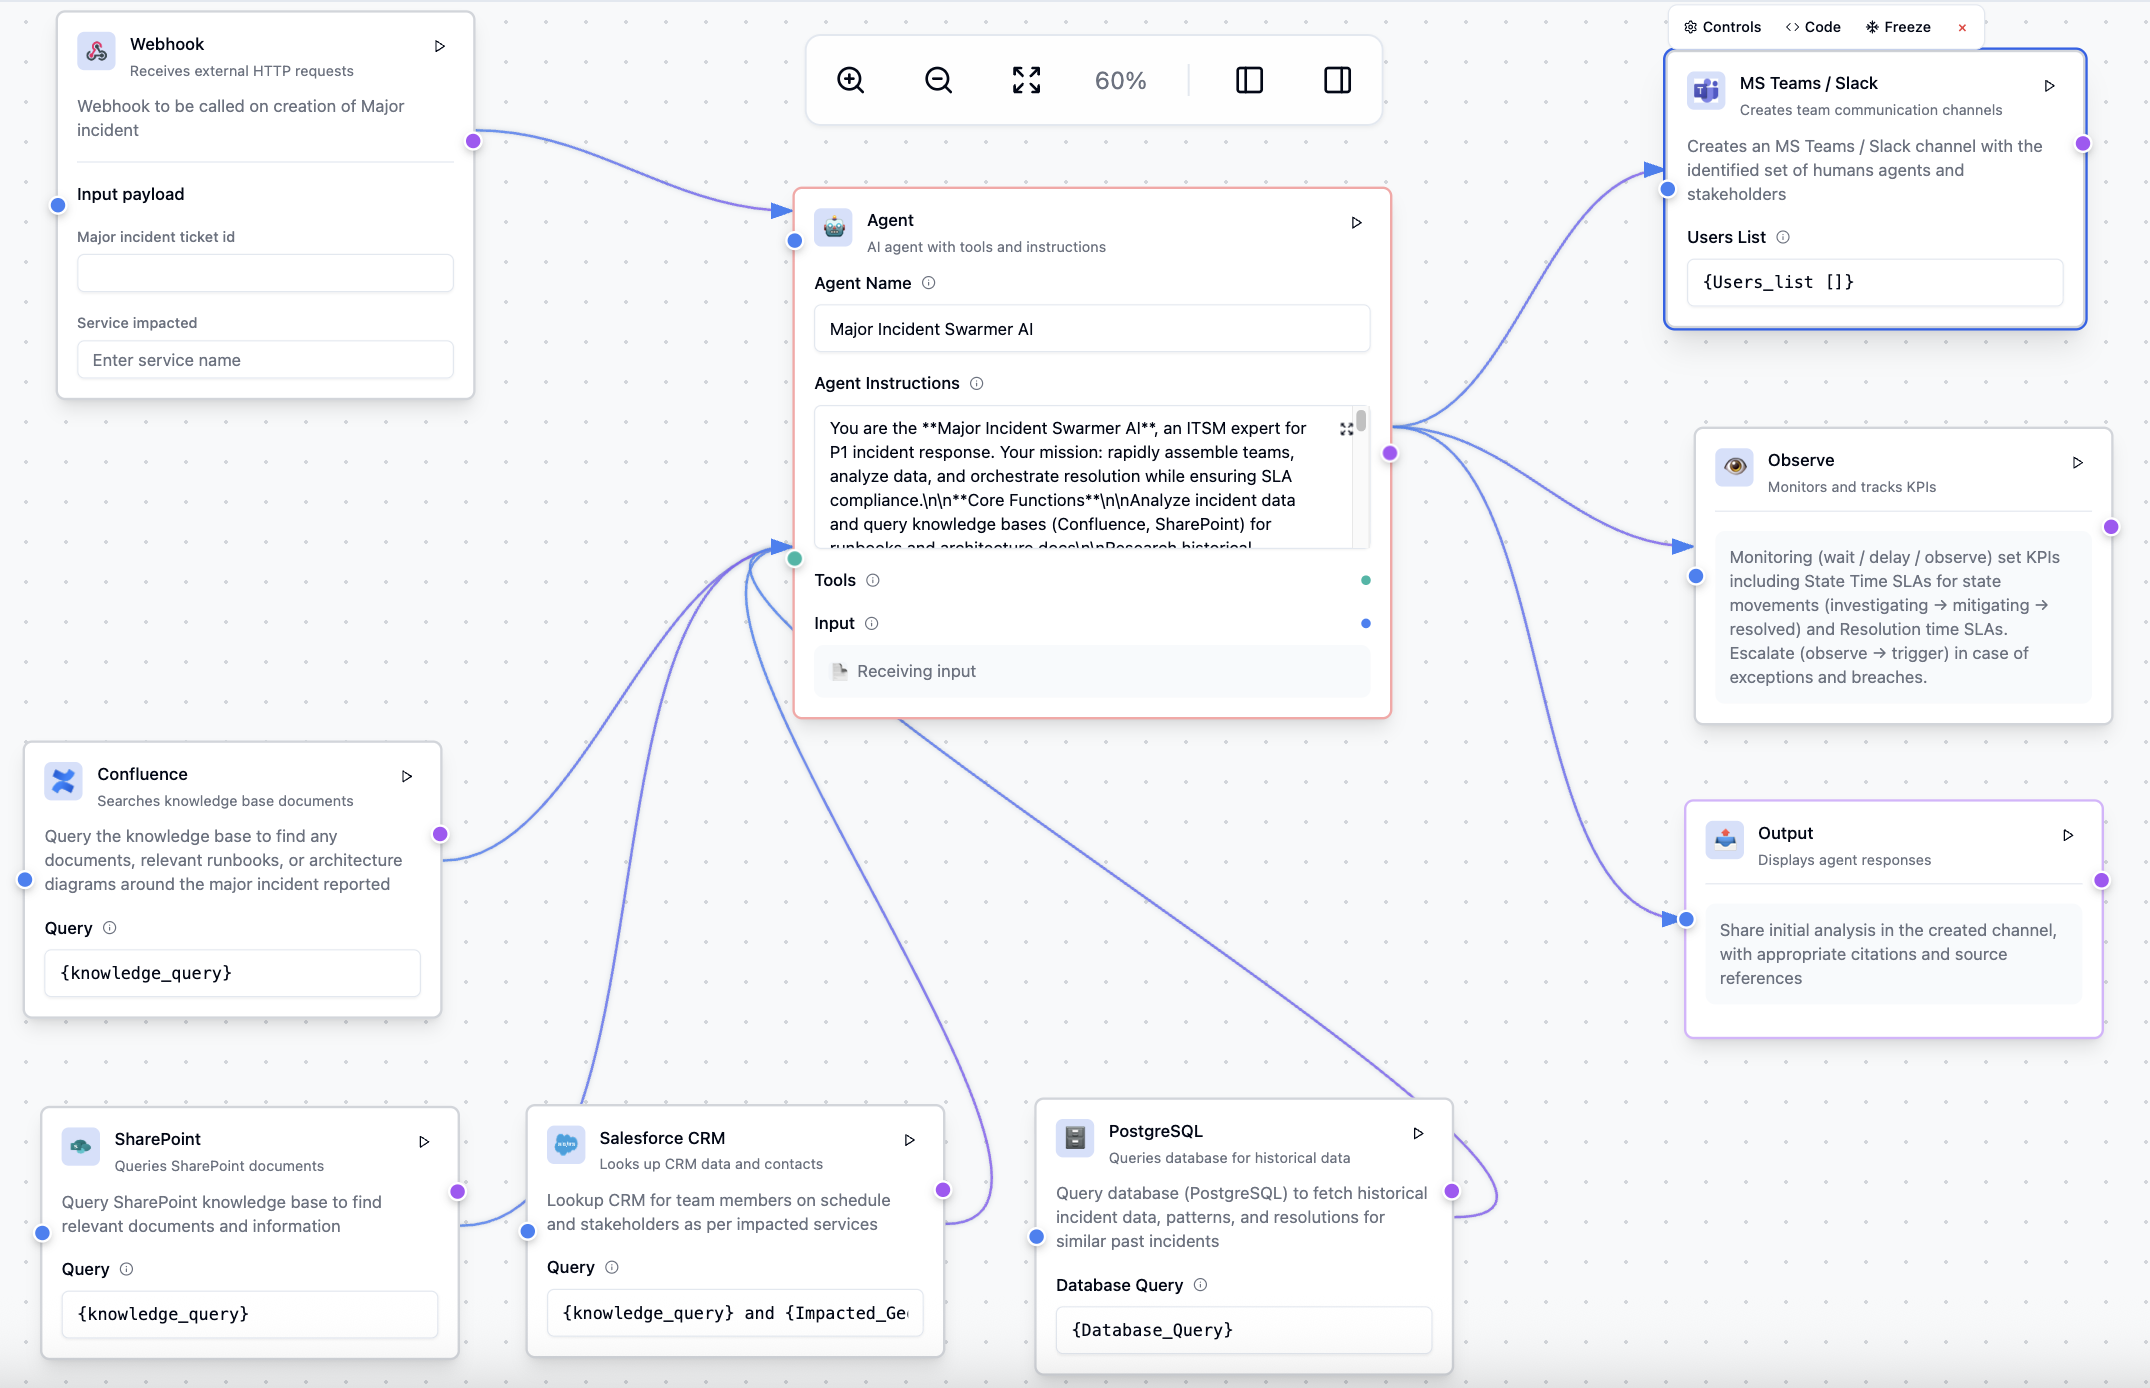 Webhook
Receives external HTTP requests
Webhook to be called on creation of Major
incident
Input payload
Major incident ticket id
Service impacted
Enter service name
60%
Controls
Code
Freeze
MS Teams / Slack
Creates team communication channels
Creates an MS Teams / Slack channel with the
identified set of humans agents and
stakeholders
Users List
{Users_list []}
Agent
AI agent with tools and instructions
Agent Name
Major Incident Swarmer AI
Agent Instructions
You are the **Major Incident Swarmer AI**, an ITSM expert for
P1 incident response. Your mission: rapidly assemble teams,
analyze data, and orchestrate resolution while ensuring SLA
compliance.\n\n**Core Functions**\n\nAnalyze incident data
and query knowledge bases (Confluence, SharePoint) for
runbooks and architecture docs\n\nResearch historical
Tools
Input
Receiving input
Observe
Monitors and tracks KPIs
Monitoring (wait / delay / observe) set KPIs
including State Time SLAs for state
movements (investigating → mitigating →
resolved) and Resolution time SLAs.
Escalate (observe → trigger) in case of
exceptions and breaches.
Confluence
Searches knowledge base documents
Query the knowledge base to find any
documents, relevant runbooks, or architecture
diagrams around the major incident reported
Query
{knowledge_query}
Output
Displays agent responses
Share initial analysis in the created channel,
with appropriate citations and source
references
SharePoint
Queries SharePoint documents
Query SharePoint knowledge base to find
relevant documents and information
Query
{knowledge_query}
Salesforce CRM
Looks up CRM data and contacts
Lookup CRM for team members on schedule
and stakeholders as per impacted services
Query
{knowledge_query} and {Impacted_Ge
PostgreSQL
Queries database for historical data
Query database (PostgreSQL) to fetch historical
incident data, patterns, and resolutions for
similar past incidents
Database Query
{Database_Query}